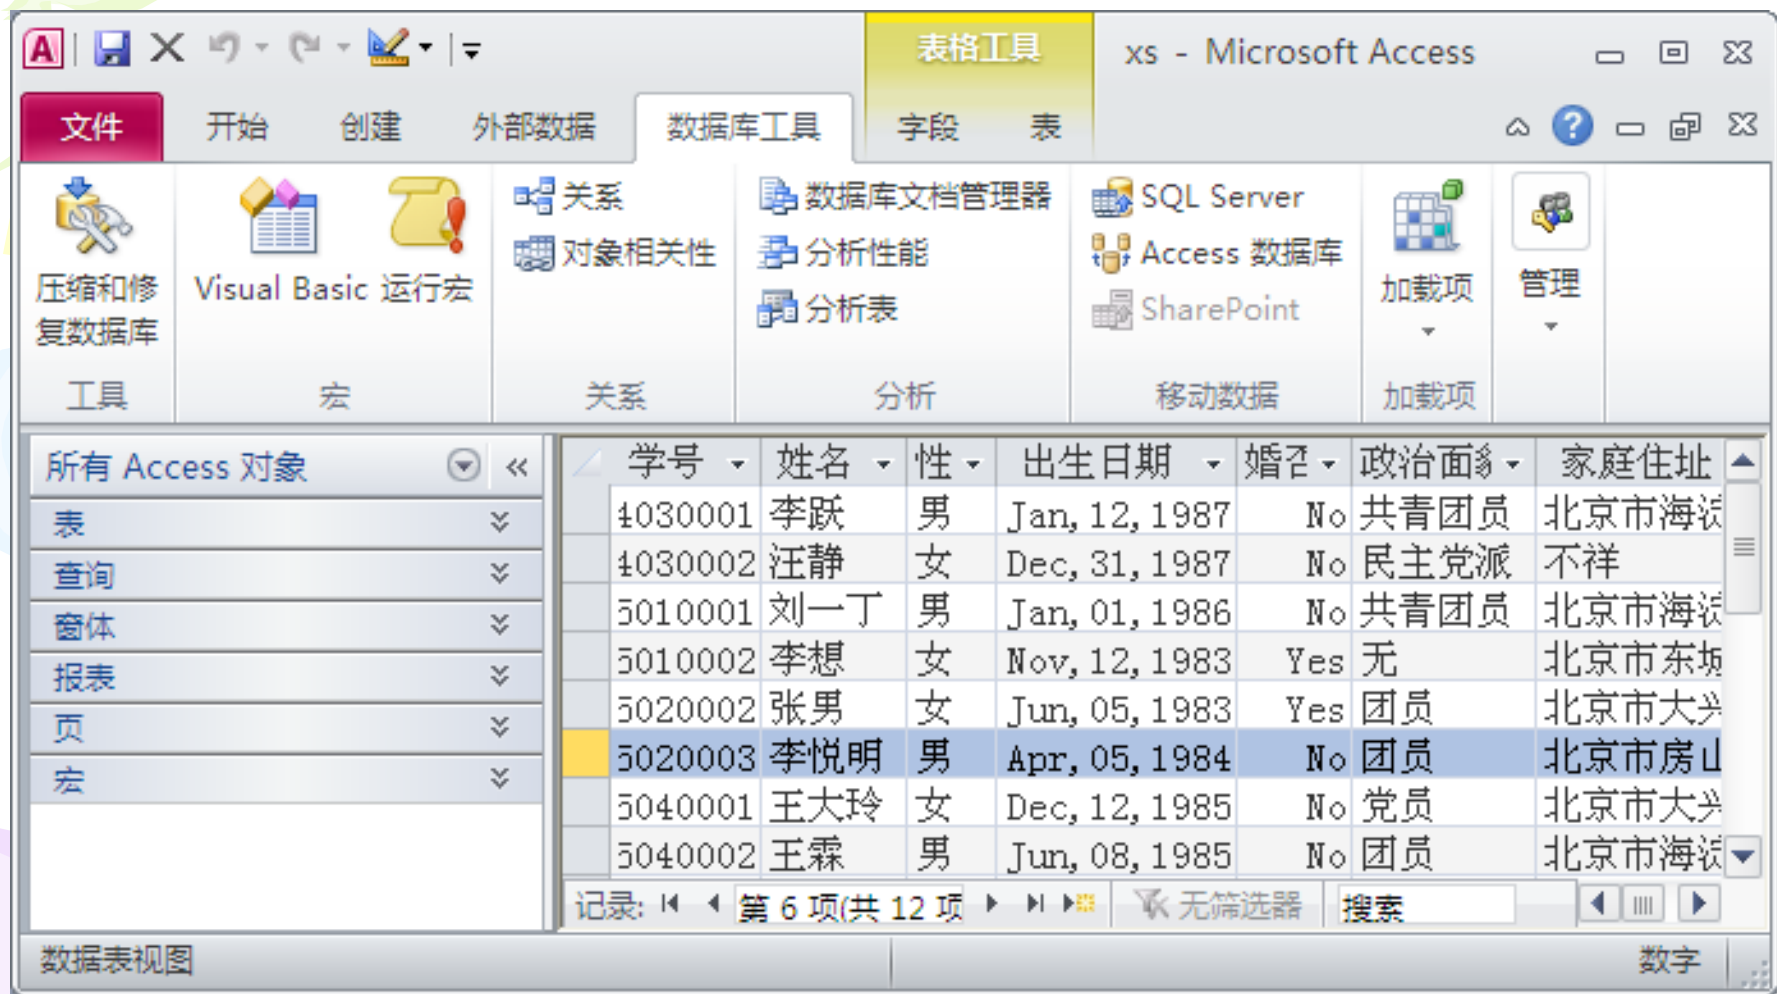 表格工具
xs - Microsoft Access
文件 开始 创建 外部数据 数据库工具 字段 表
压缩和修复数据库
Visual Basic 运行宏
关系
对象相关性
数据库文档管理器
分析性能
分析表
SQL Server
Access 数据库
SharePoint
加载项
管理
工具 宏 关系 分析 移动数据 加载项
所有 Access 对象
表
查询
窗体
报表
页
宏
学号 姓名 性 出生日期 婚否 政治面 家庭住址
4030001 李跃 男 Jan, 12, 1987 No 共青团员 北京市海淀
4030002 汪静 女 Dec, 31, 1987 No 民主党派 不祥
5010001 刘一丁 男 Jan, 01, 1986 No 共青团员 北京市海淀
5010002 李想 女 Nov, 12, 1983 Yes 无 北京市东城
5020002 张男 女 Jun, 05, 1983 Yes 团员 北京市大兴
5020003 李悦明 男 Apr, 05, 1984 No 团员 北京市房山
5040001 王大玲 女 Dec, 12, 1985 No 党员 北京市大兴
5040002 王霖 男 Jun, 08, 1985 No 团员 北京市海淀
记录: 第 6 项(共 12 项 无筛选器 搜索
数据表视图 数字